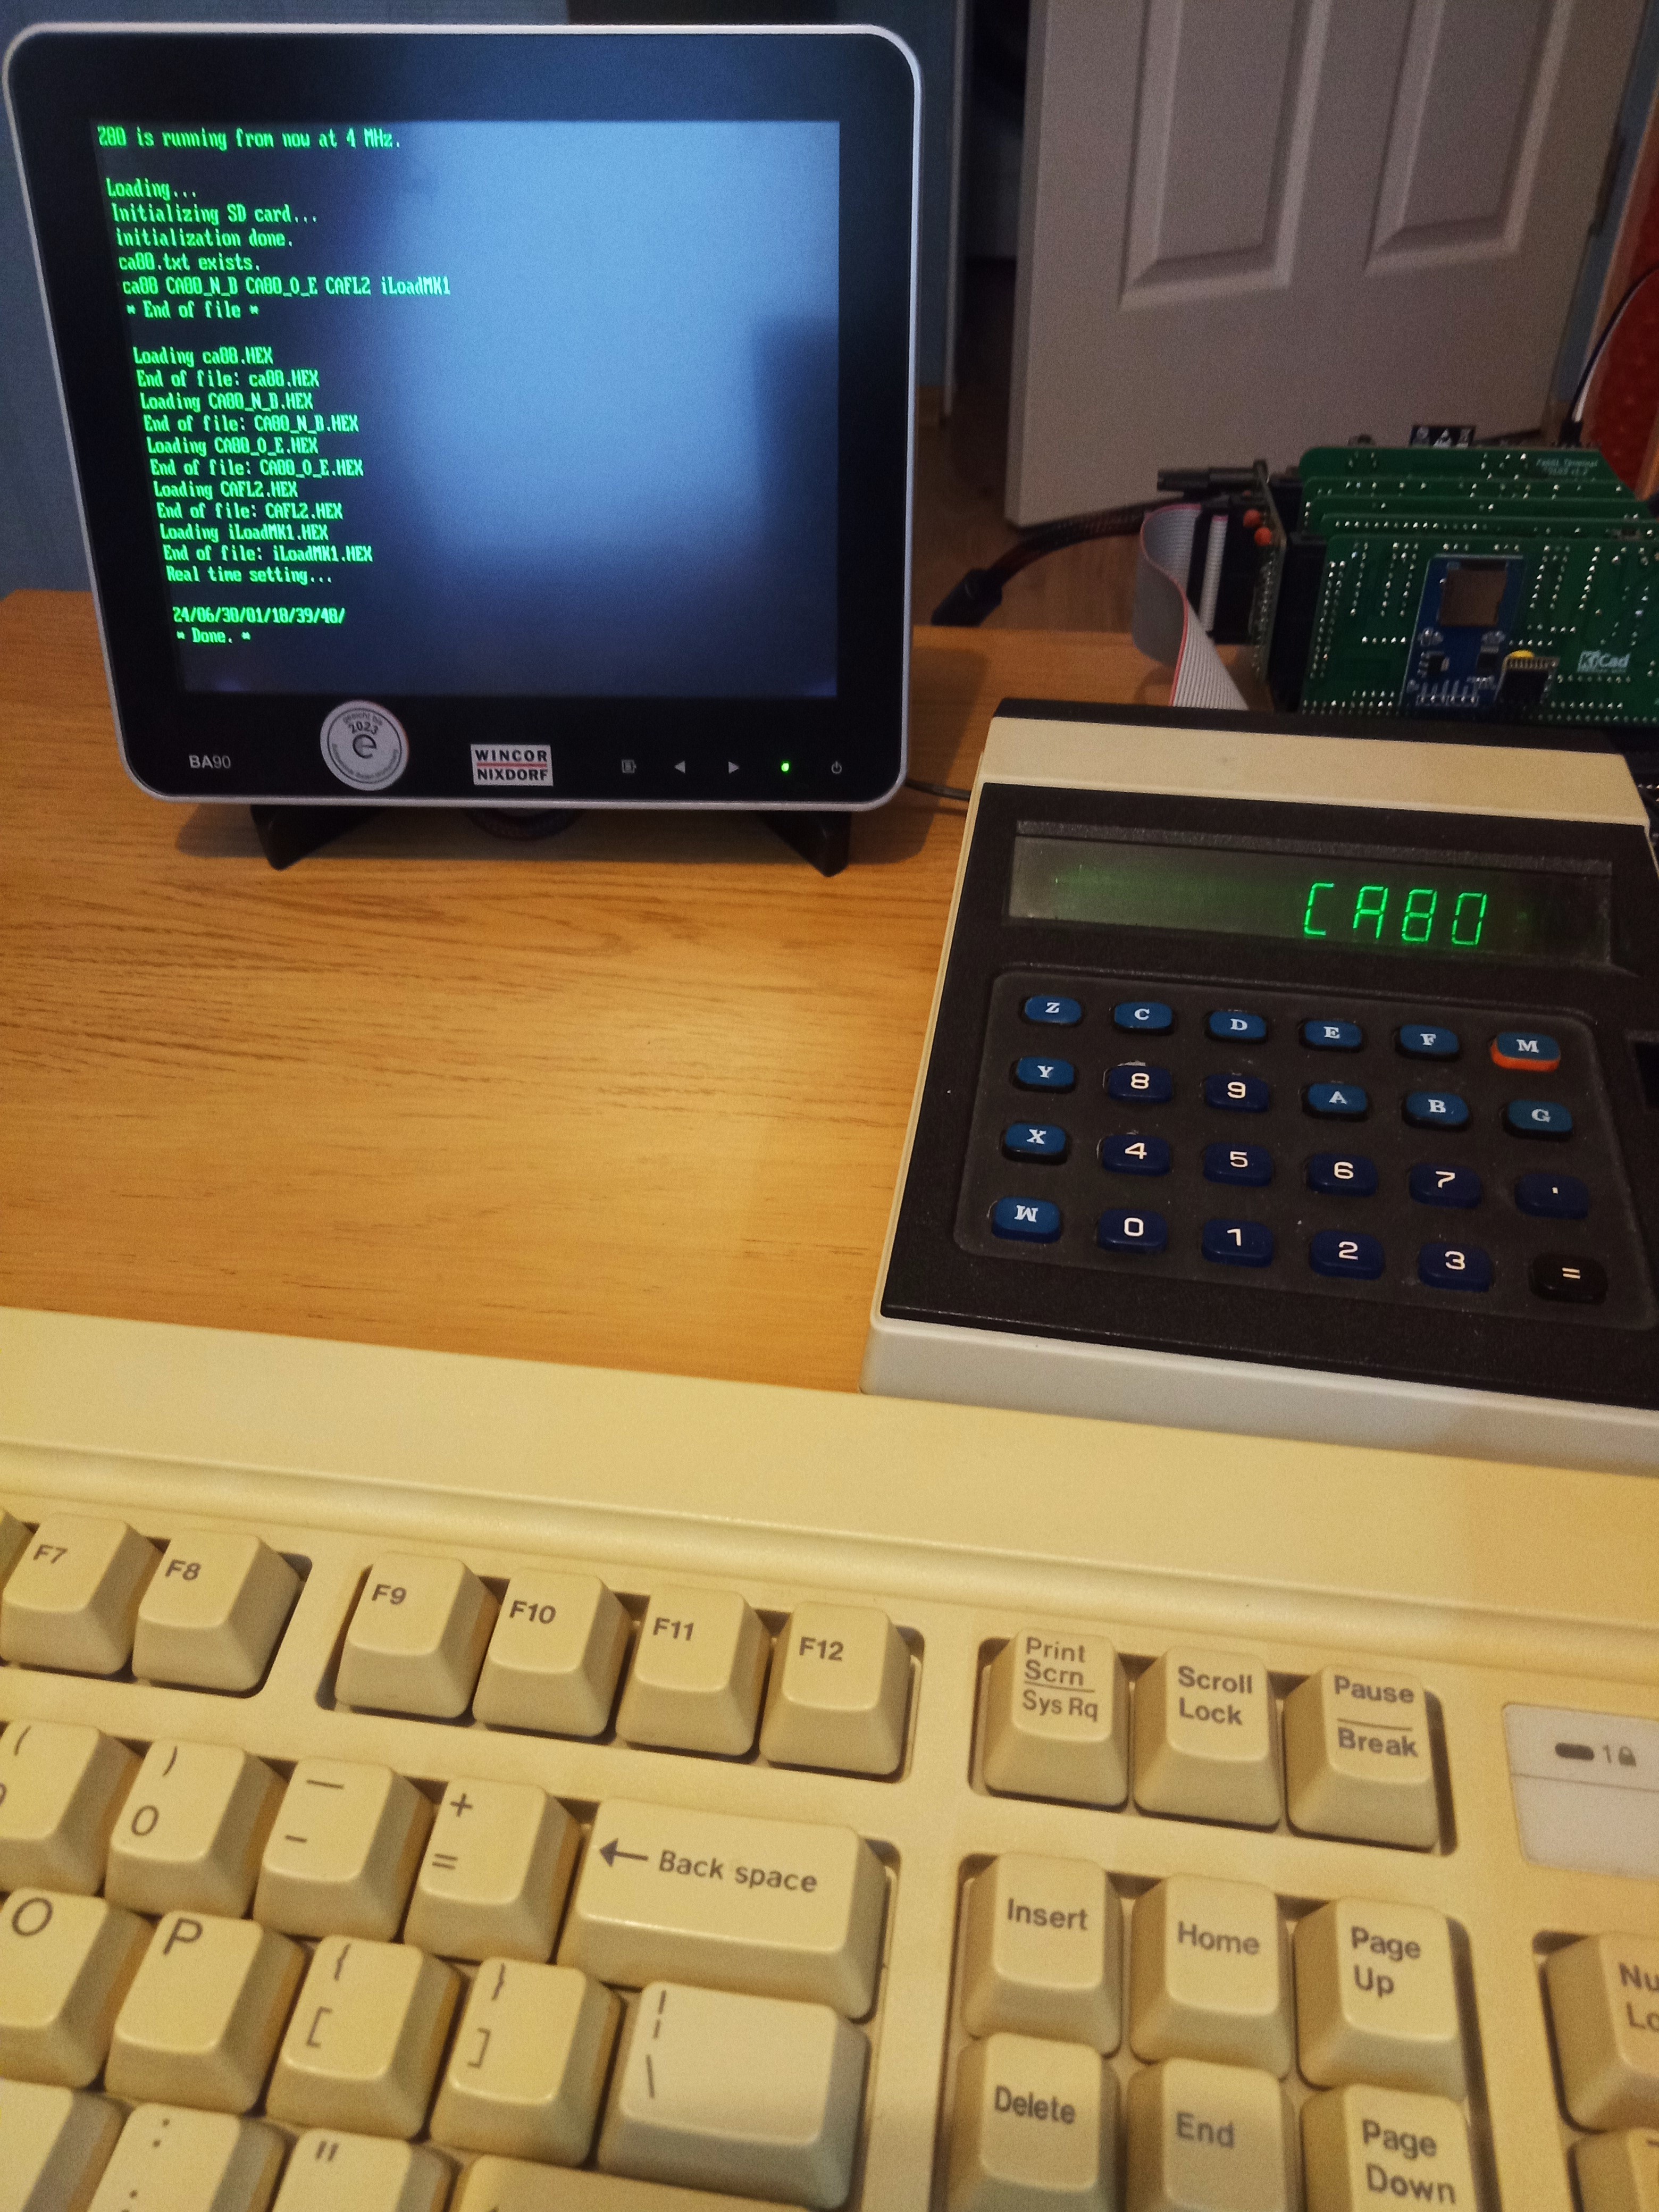 Z80 is running from now at 4 MHz.
Loading...
Initializing SD card...
initialization done.
ca80.txt exists.
ca80 CA80_N_D CA80_O_E CAFL2 iLoadMK1
* End of file *
Loading ca80.HEX
End of file: ca80.HEX
Loading CA80_N_D.HEX
End of file: CA80_N_D.HEX
Loading CA80_O_E.HEX
End of file: CA80_O_E.HEX
Loading CAFL2.HEX
End of file: CAFL2.HEX
Loading iLoadMK1.HEX
End of file: iLoadMK1.HEX
Real time setting...
24/06/30/01/18/39/48/
* Done. *
BA90
2023
e
WINCOR
NIXDORF
KiCad
CA80
Z C D E F M
Y 8 9 A B G
X 4 5 6 7 .
W 0 1 2 3 =
F7 F8 F9 F10 F11 F12
Print
Scrn
Sys Rq
Scroll
Lock
Pause
Break
1
(
)
0
—
-
+
=
← Back space
Insert
Home
Page
Up
O
P
{
[
}
]
|
\
Delete
End
Page
Down
:
;
"